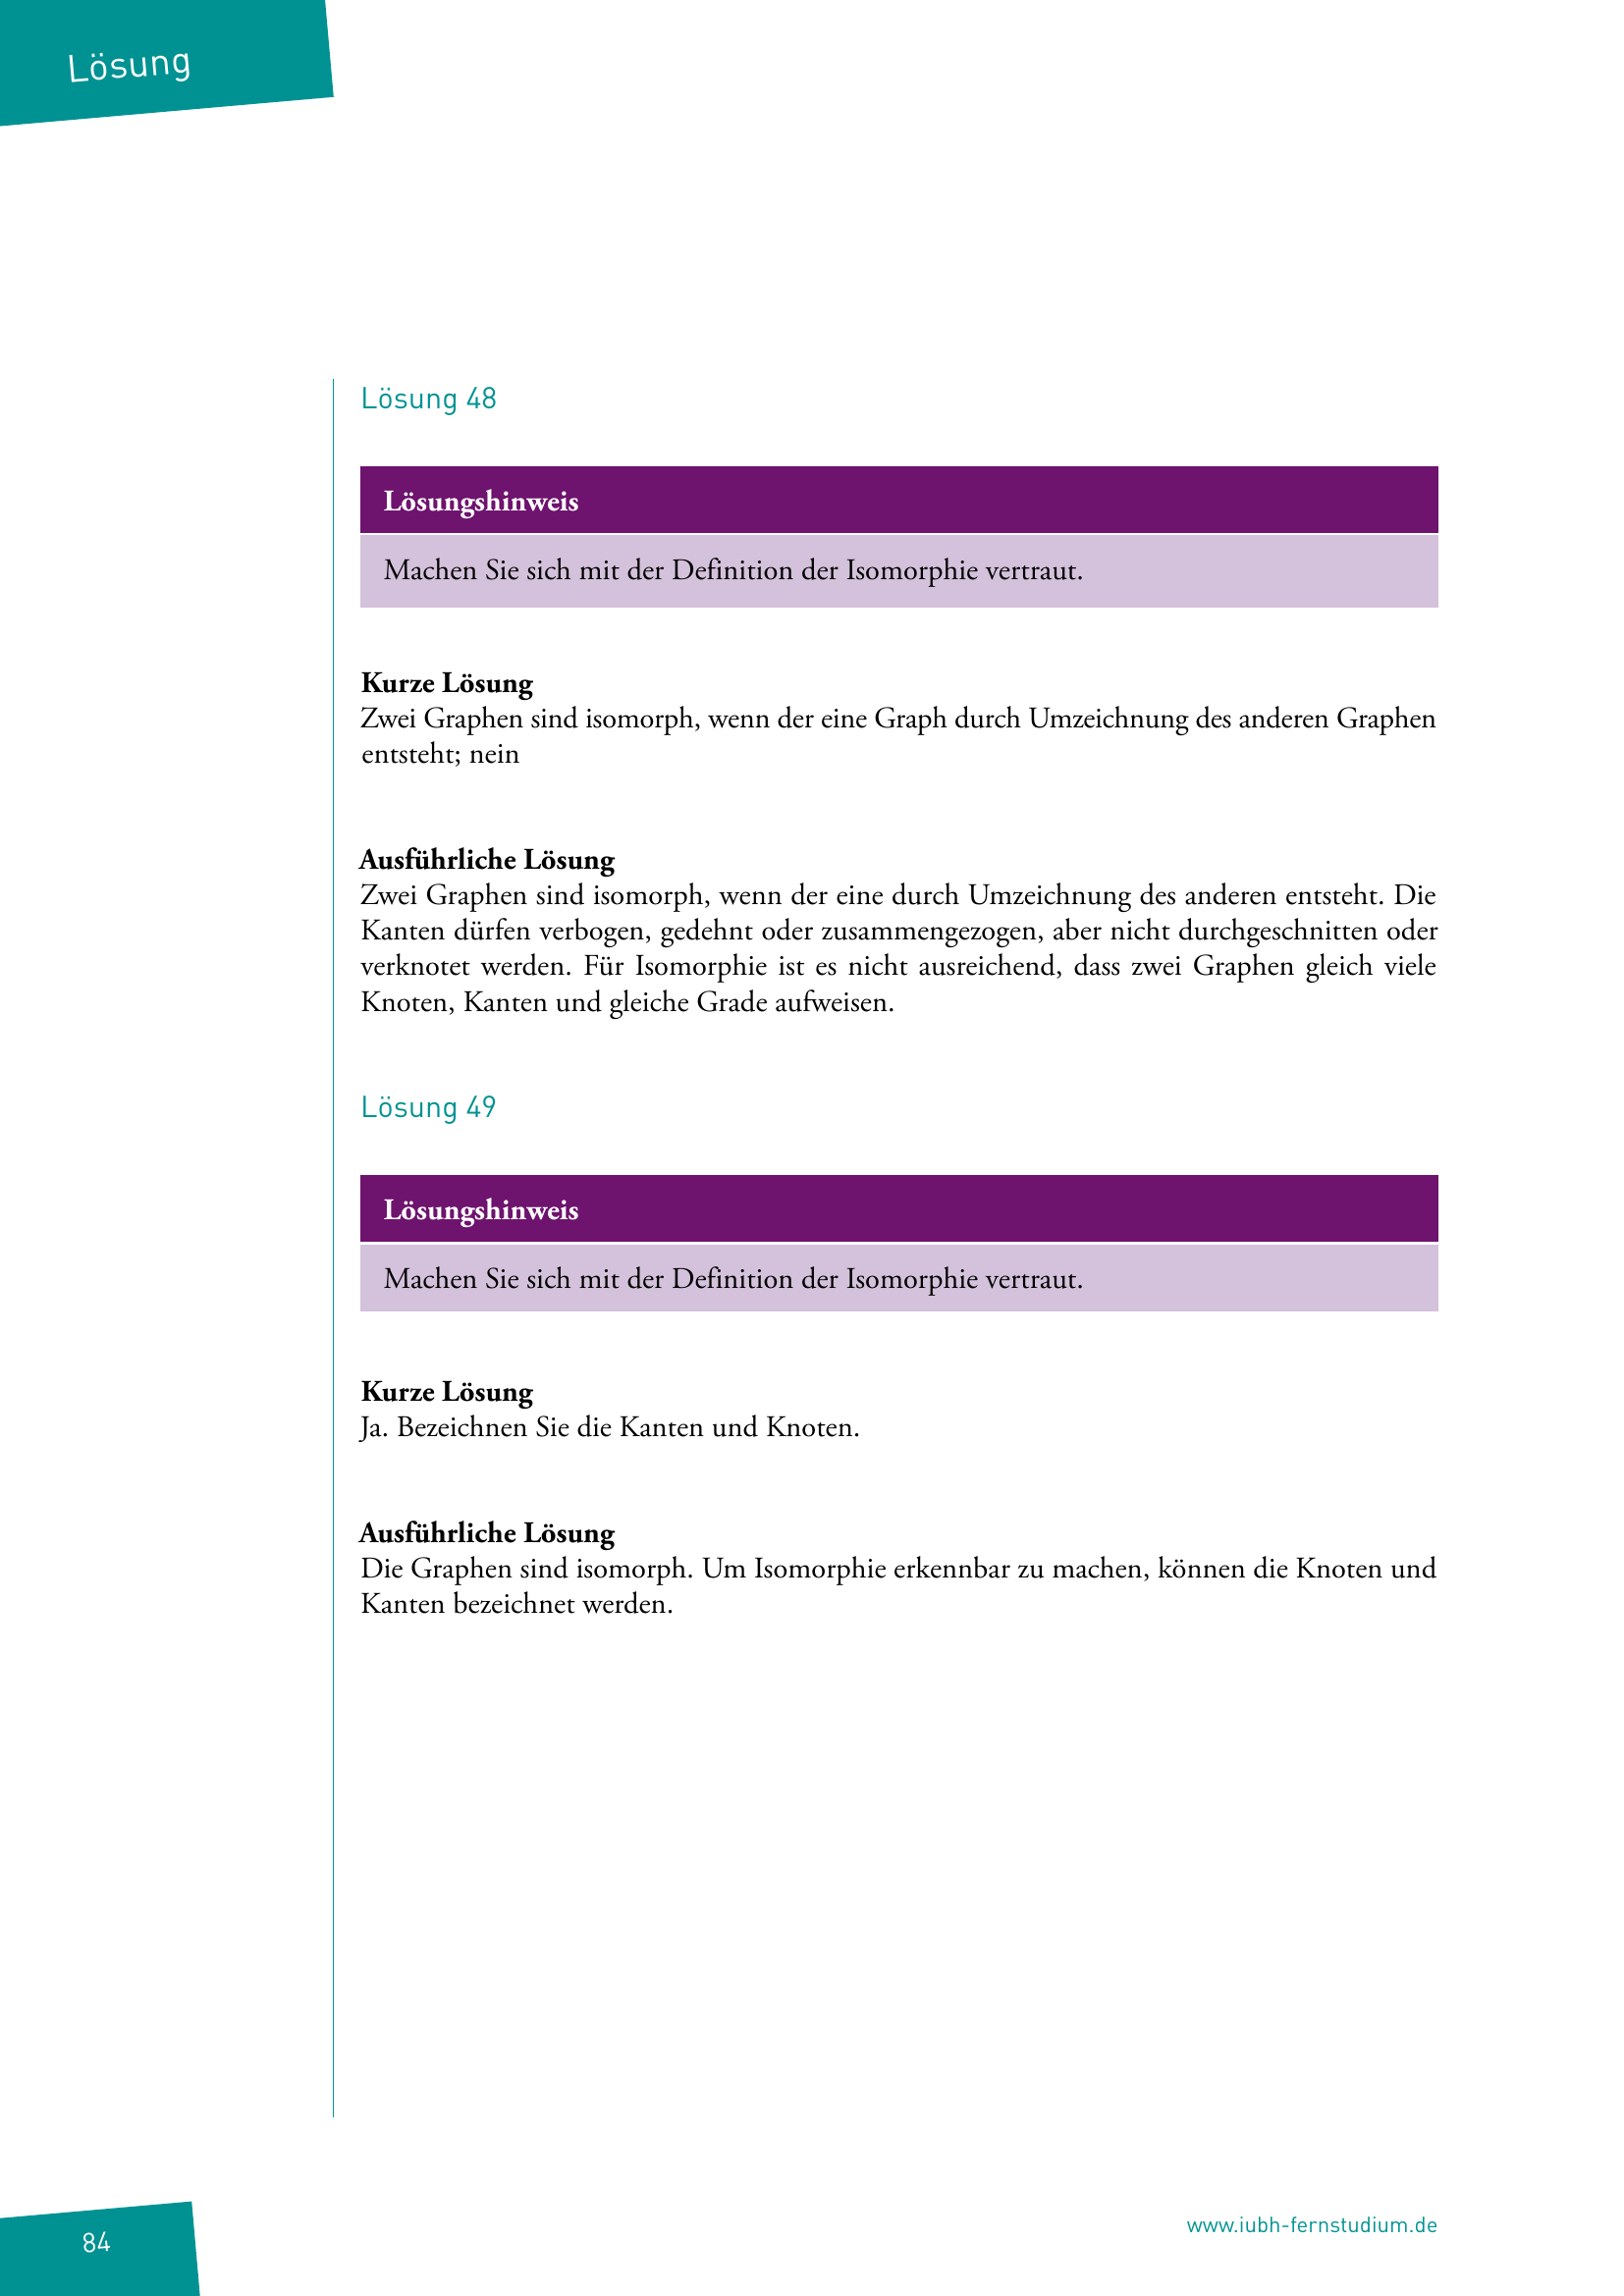 Lösung
Lösung 48
Lösungshinweis
Machen Sie sich mit der Definition der Isomorphie vertraut.
Kurze Lösung
Zwei Graphen sind isomorph, wenn der eine Graph durch Umzeichnung des anderen Graphen
entsteht; nein
Ausführliche Lösung
Zwei Graphen sind isomorph, wenn der eine durch Umzeichnung des anderen entsteht. Die
Kanten dürfen verbogen, gedehnt oder zusammengezogen, aber nicht durchgeschnitten oder
verknotet werden. Für Isomorphie ist es nicht ausreichend, dass zwei Graphen gleich viele
Knoten, Kanten und gleiche Grade aufweisen.
Lösung 49
Lösungshinweis
Machen Sie sich mit der Definition der Isomorphie vertraut.
Kurze Lösung
Ja. Bezeichnen Sie die Kanten und Knoten.
Ausführliche Lösung
Die Graphen sind isomorph. Um Isomorphie erkennbar zu machen, können die Knoten und
Kanten bezeichnet werden.
84
www.iubh-fernstudium.de